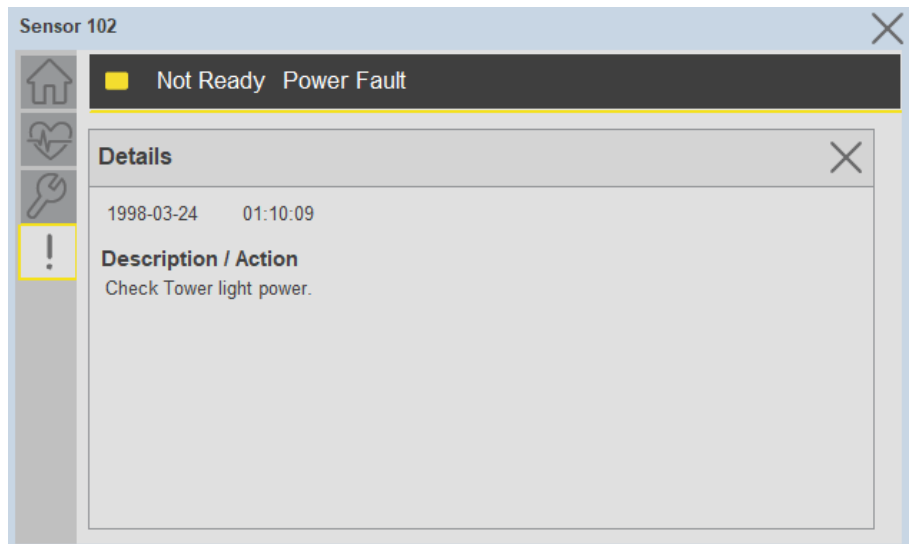 Sensor 102
Not Ready Power Fault
Details
1998-03-24 01:10:09
Description / Action
Check Tower light power.